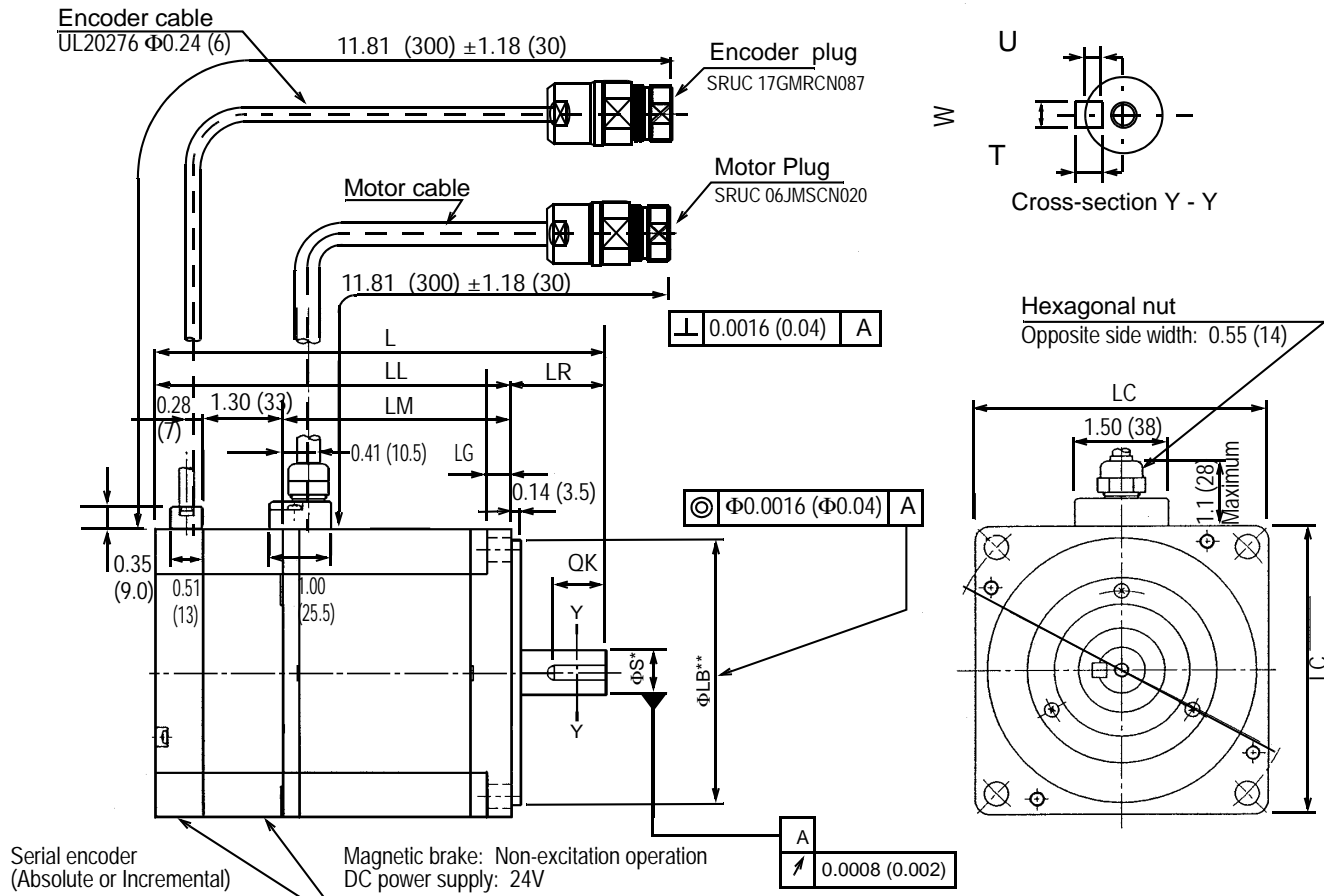 Encoder cable
UL20276 Φ0.24 (6)
11.81 (300) ±1.18 (30)
Encoder plug
SRUC 17GMRCN087
Motor cable
Motor Plug
SRUC 06JMSCN020
11.81 (300) ±1.18 (30)
U
W
T
Cross-section Y - Y
⊥ 0.0016 (0.04) A
Hexagonal nut
Opposite side width: 0.55 (14)
L
LL
LR
0.28
(7)
1.30 (33)
LM
0.41 (10.5)
LG
0.14 (3.5)
LC
1.50 (38)
1.1 (28)
Maximum
◎ Φ0.0016 (Φ0.04) A
0.35
(9.0)
0.51
(13)
1.00
(25.5)
QK
Y
Y
ΦS*
ΦLB**
LC
A
↗ 0.0008 (0.002)
Serial encoder
(Absolute or Incremental)
Magnetic brake: Non-excitation operation
DC power supply: 24V